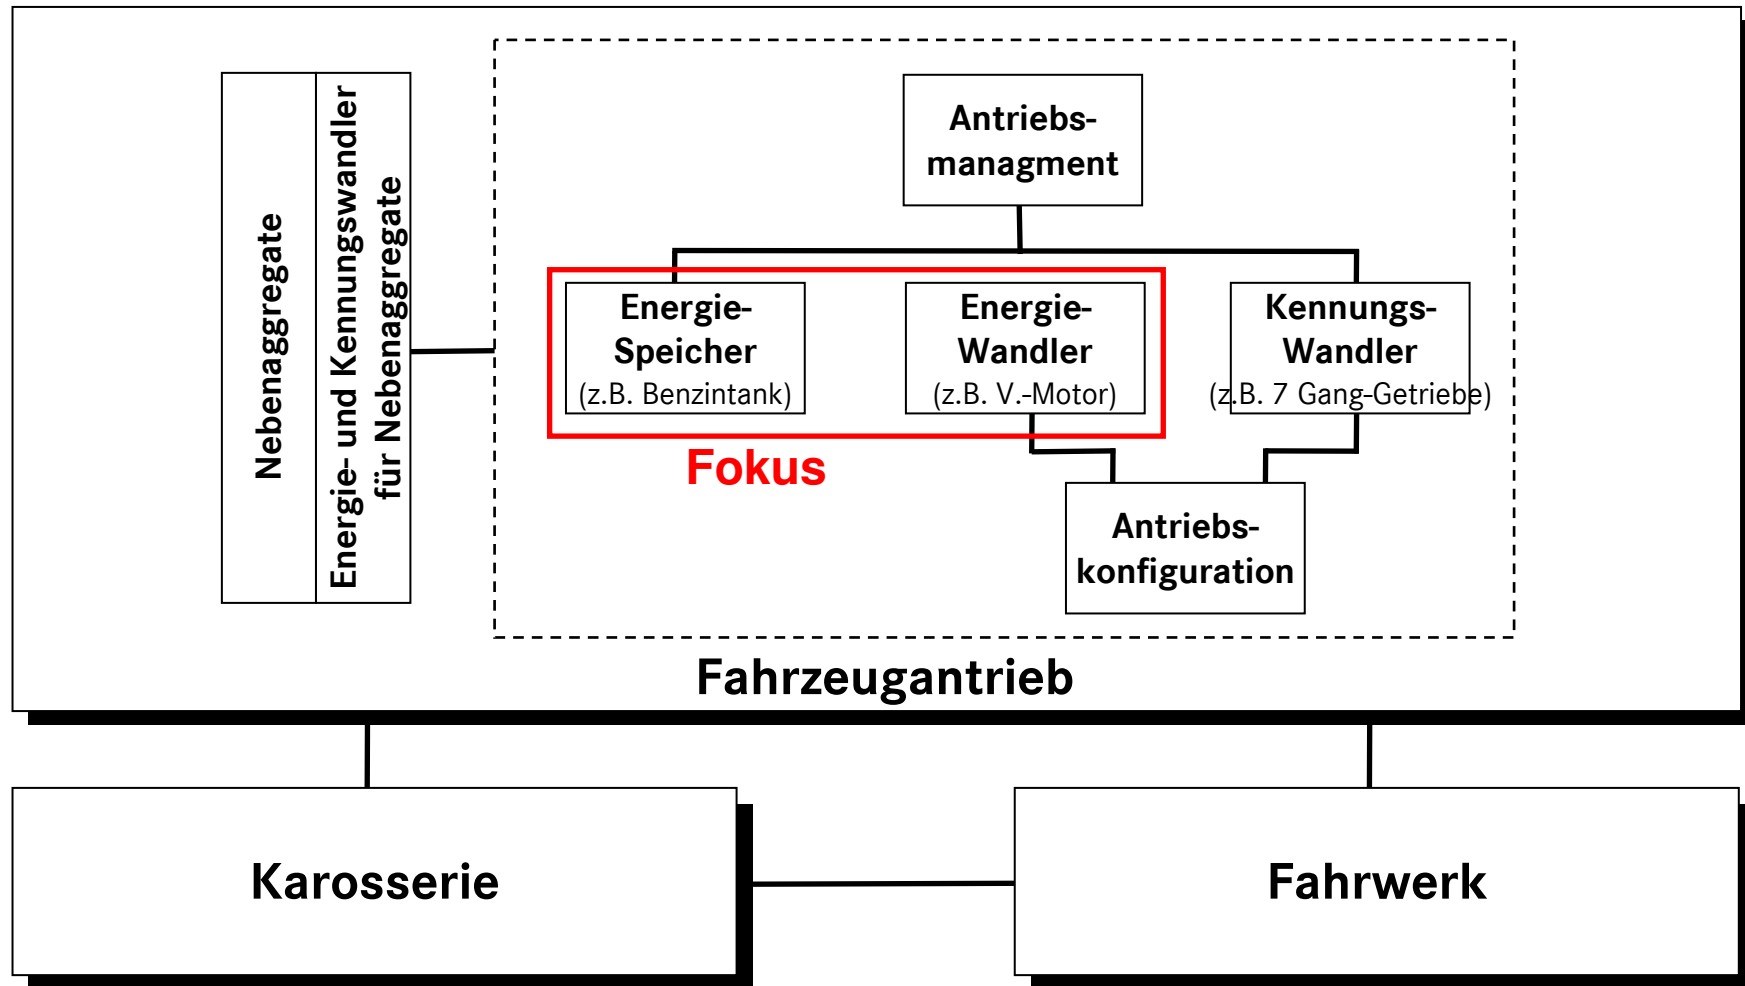 Nebenaggregate
Energie- und Kennungswandler
für Nebenaggregate
Antriebs-
managment
Energie-
Speicher
(z.B. Benzintank)
Energie-
Wandler
(z.B. V.-Motor)
Kennungs-
Wandler
(z.B. 7 Gang-Getriebe)
Fokus
Antriebs-
konfiguration
Fahrzeugantrieb
Karosserie
Fahrwerk